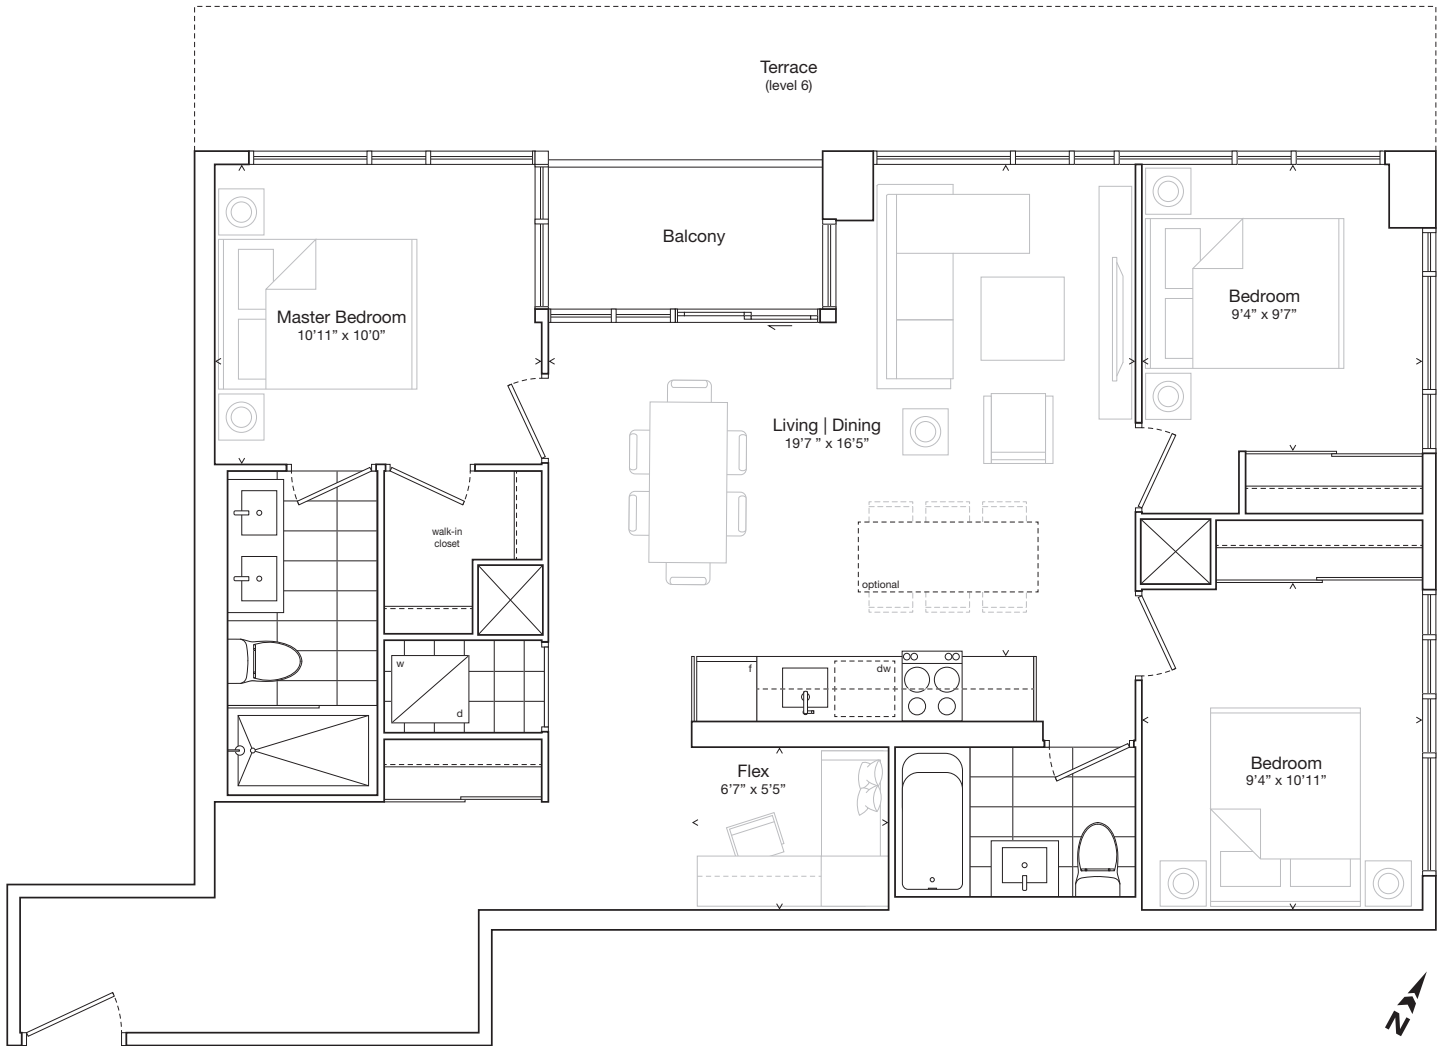 Terrace
(level 6)
Balcony
Master Bedroom
10’11” x 10’0”
Bedroom
9’4” x 9’7”
Living | Dining
19’7 ” x 16’5”
walk-in
closet
optional
w
d
f
dw
Flex
6’7” x 5’5”
Bedroom
9’4” x 10’11”
N